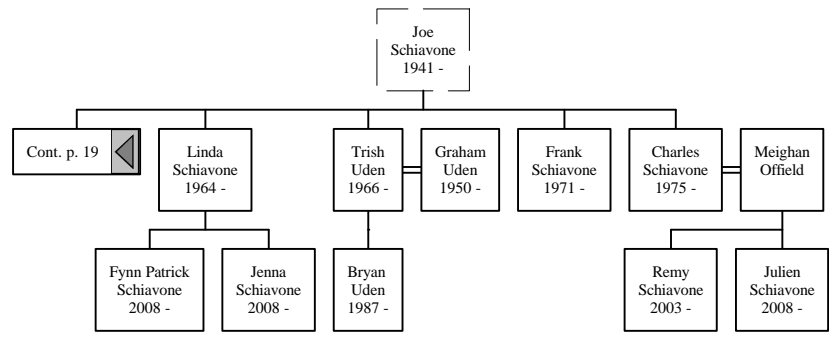 Joe
Schiavone
1941 -
Cont. p. 19
Linda
Schiavone
1964 -
Trish
Uden
1966 -
Graham
Uden
1950 -
Frank
Schiavone
1971 -
Charles
Schiavone
1975 -
Meighan
Offield
Fynn Patrick
Schiavone
2008 -
Jenna
Schiavone
2008 -
Bryan
Uden
1987 -
Remy
Schiavone
2003 -
Julien
Schiavone
2008 -